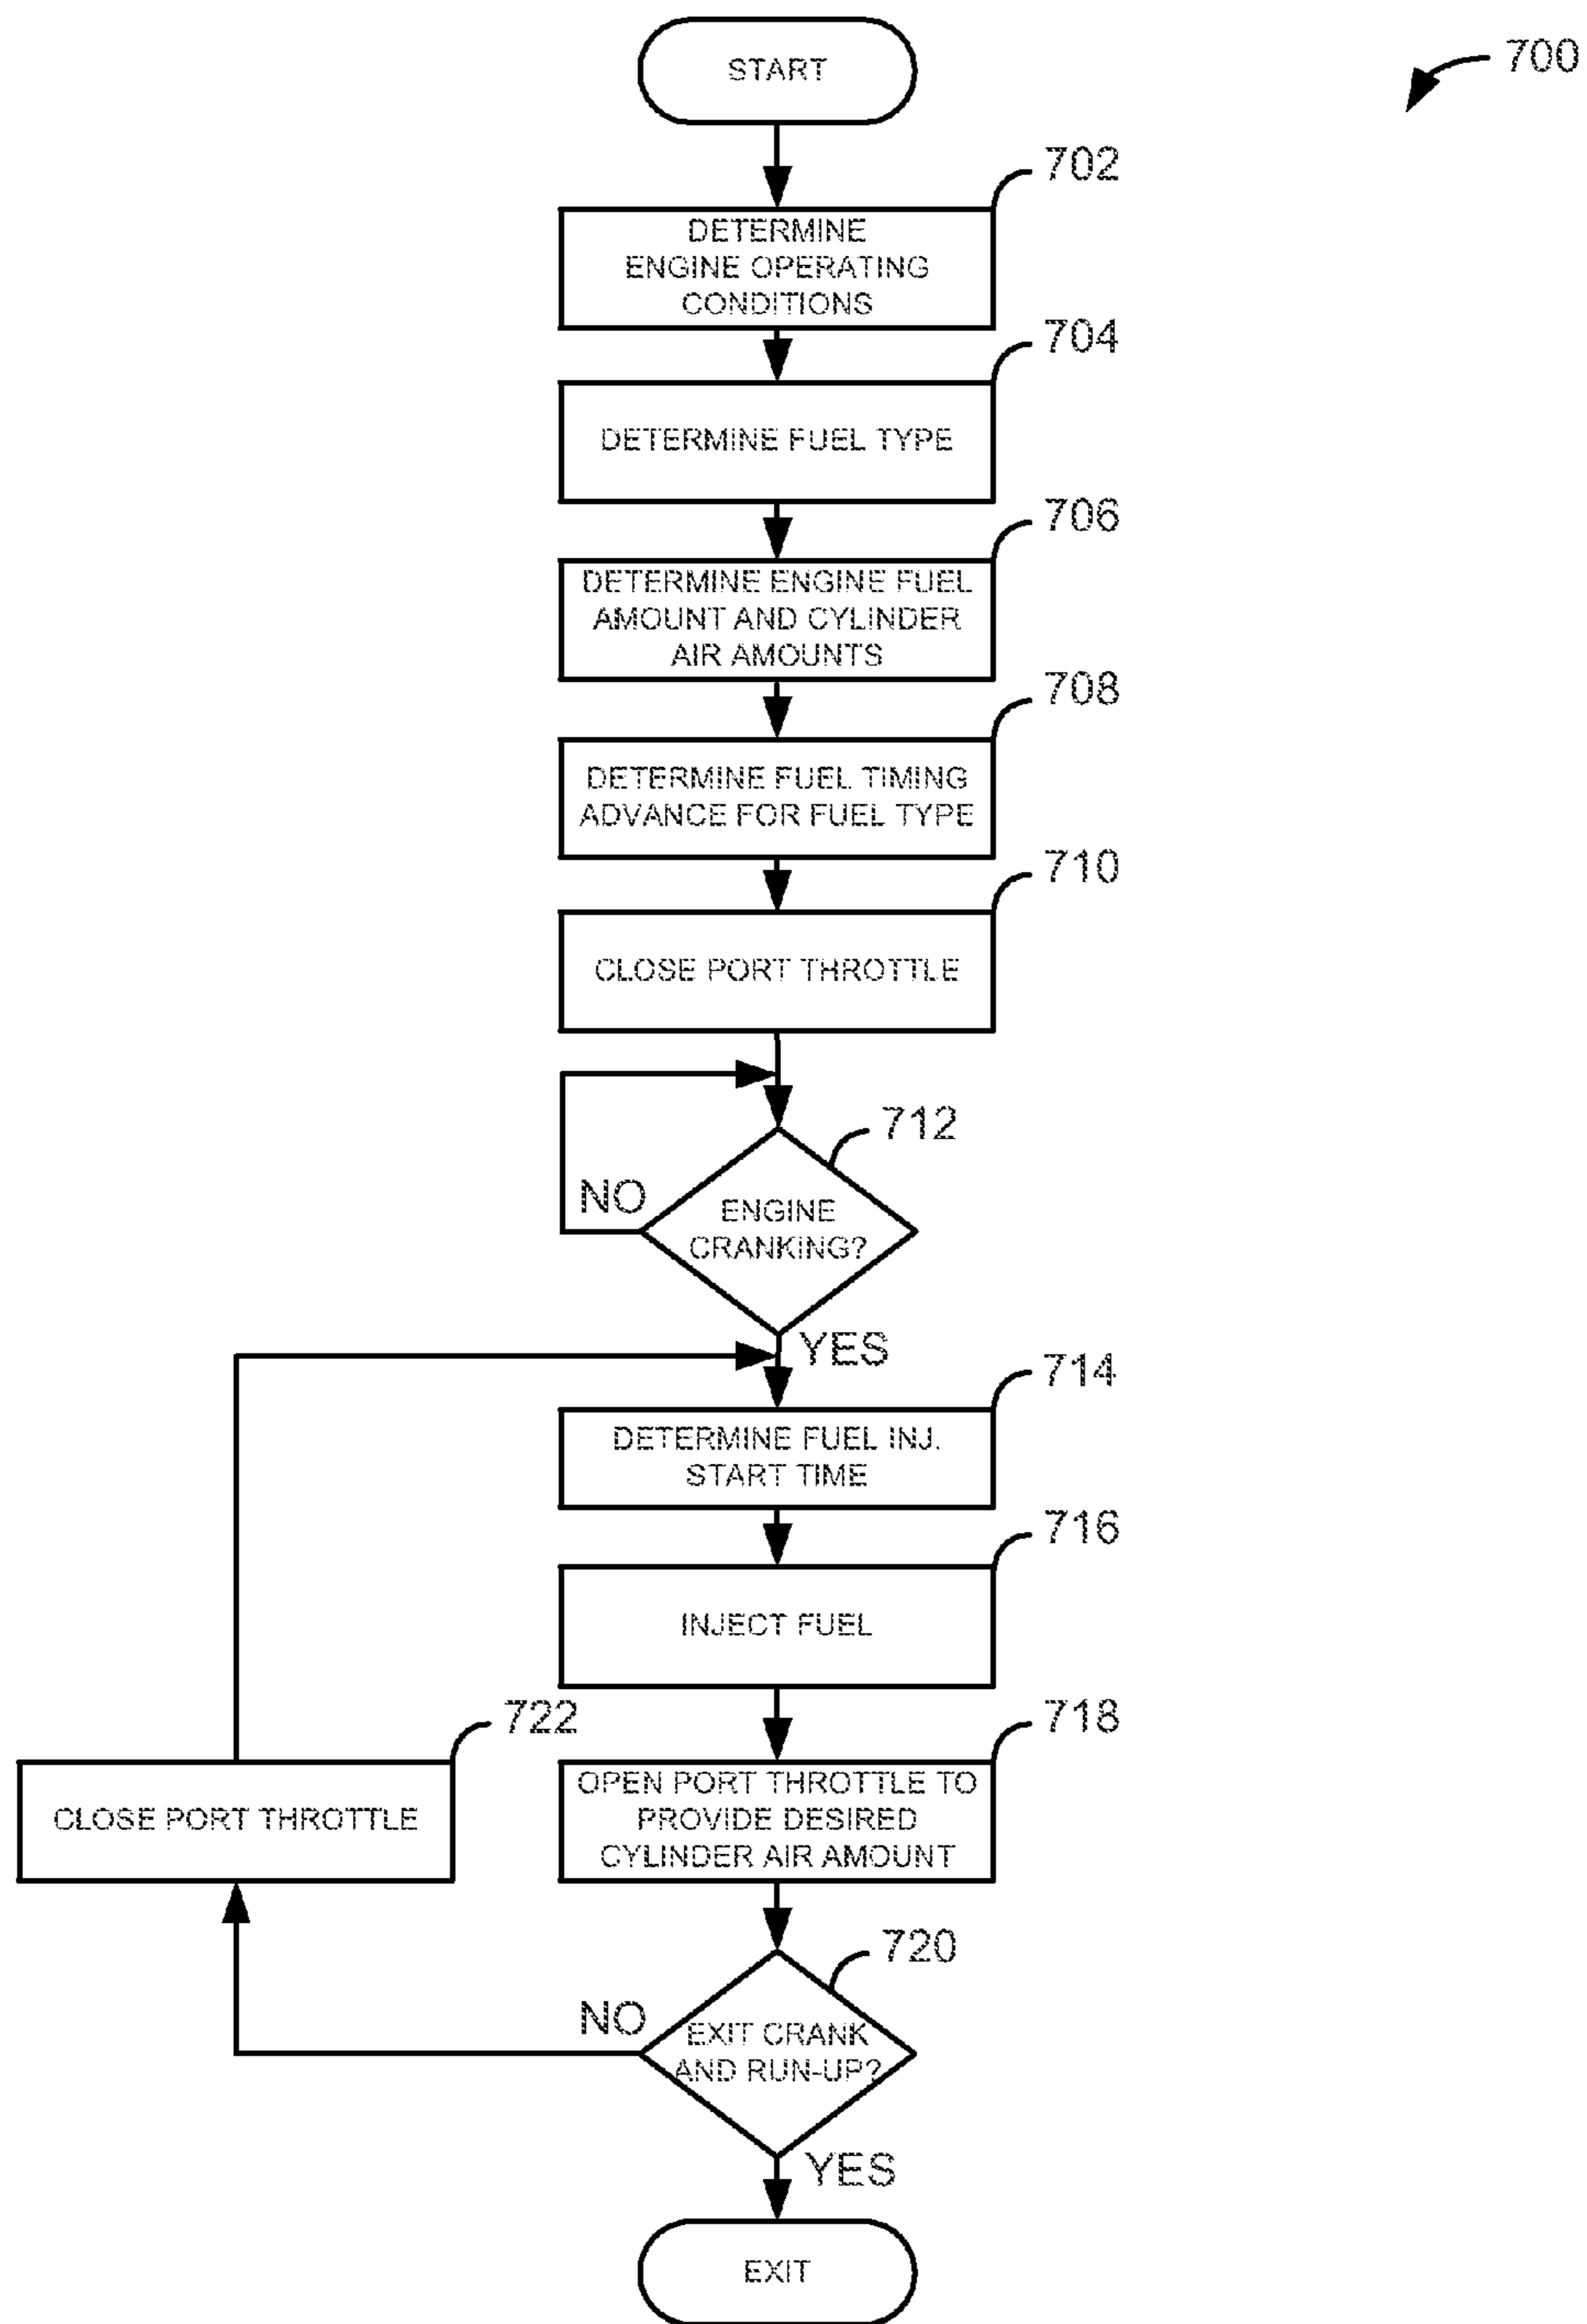 START
700
702
DETERMINE
ENGINE OPERATING
CONDITIONS
704
DETERMINE FUEL TYPE
706
DETERMINE ENGINE FUEL
AMOUNT AND CYLINDER
AIR AMOUNTS
708
DETERMINE FUEL TIMING
ADVANCE FOR FUEL TYPE
710
CLOSE PORT THROTTLE
712
NO
ENGINE
CRANKING?
YES
714
DETERMINE FUEL INJ.
START TIME
716
INJECT FUEL
722
CLOSE PORT THROTTLE
718
OPEN PORT THROTTLE TO
PROVIDE DESIRED
CYLINDER AIR AMOUNT
720
NO
EXIT CRANK
AND RUN-UP?
YES
EXIT